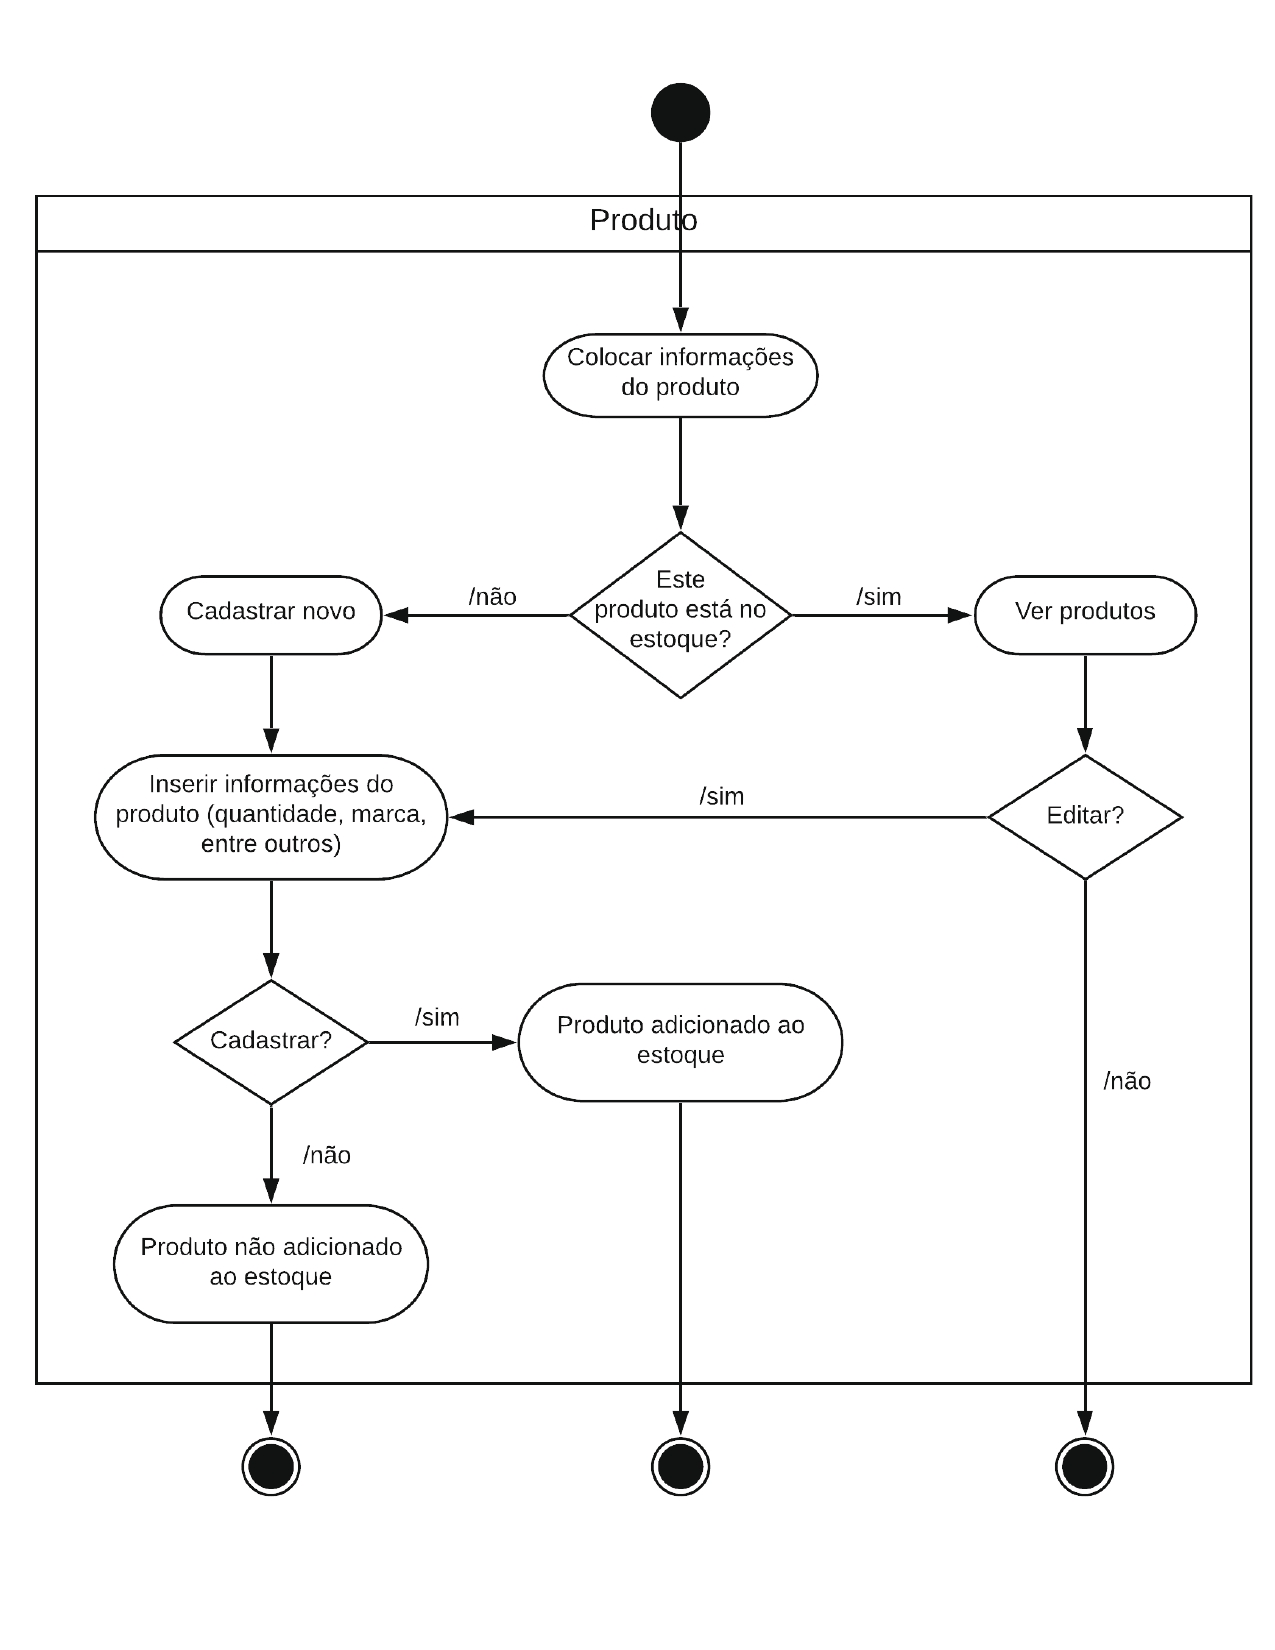 Produto
Colocar informações
do produto
Este
produto está no
estoque?
/não
/sim
Cadastrar novo
Ver produtos
Inserir informações do
produto (quantidade, marca,
entre outros)
/sim
Editar?
Cadastrar?
/sim
Produto adicionado ao
estoque
/não
/não
Produto não adicionado
ao estoque